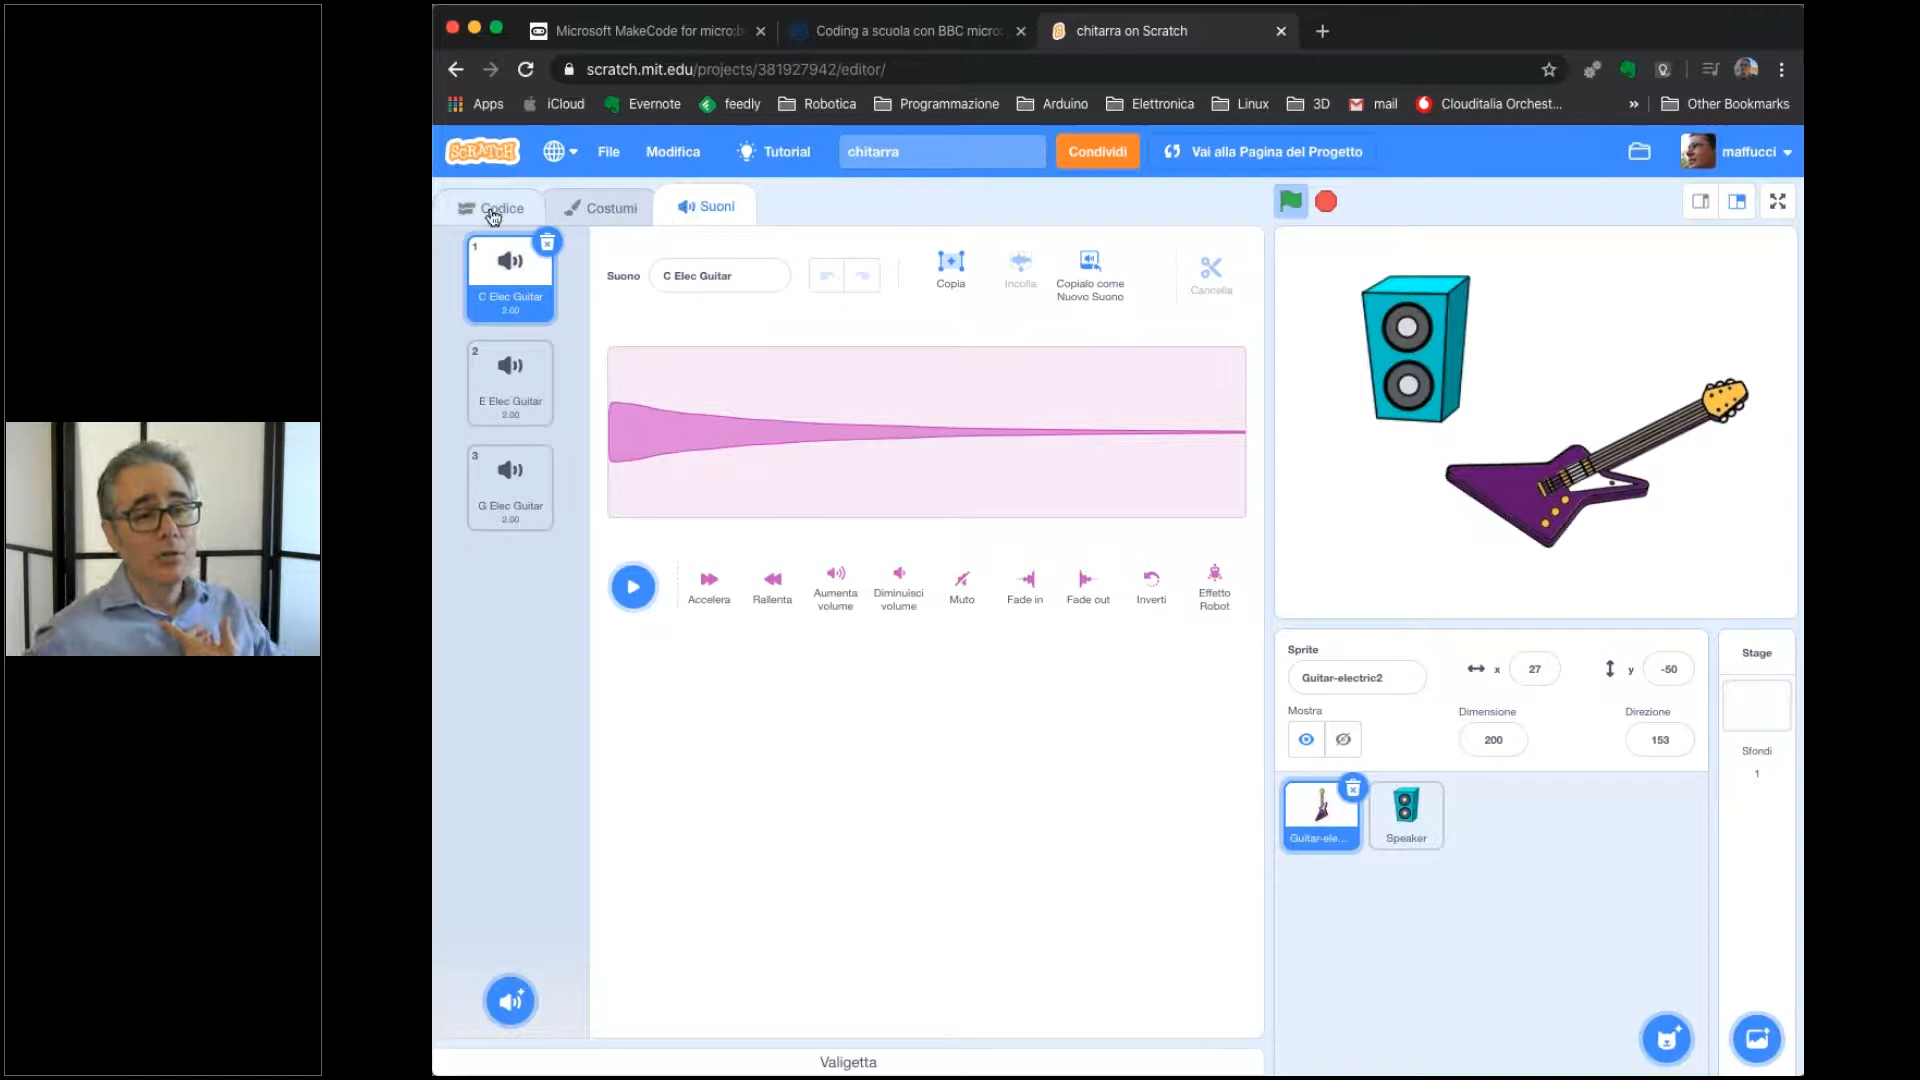 Microsoft MakeCode for micro:b
Coding a scuola con BBC micro:
chitarra on Scratch
scratch.mit.edu/projects/381927942/editor/
Apps
iCloud
Evernote
feedly
Robotica
Programmazione
Arduino
Elettronica
Linux
3D
mail
Clouditalia Orchest...
»
Other Bookmarks
SCRATCH
File
Modifica
Tutorial
chitarra
Condividi
Vai alla Pagina del Progetto
maffucci
Codice
Costumi
Suoni
1
C Elec Guitar
2.00
2
E Elec Guitar
2.00
3
G Elec Guitar
2.00
Suono
C Elec Guitar
Copia
Incolla
Copialo come
Nuovo Suono
Cancella
Accelera
Rallenta
Aumenta
volume
Diminuisci
volume
Muto
Fade in
Fade out
Inverti
Effetto
Robot
Valigetta
Sprite
Guitar-electric2
x
27
y
-50
Mostra
Dimensione
200
Direzione
153
Guitar-ele...
Speaker
Stage
Sfondi
1